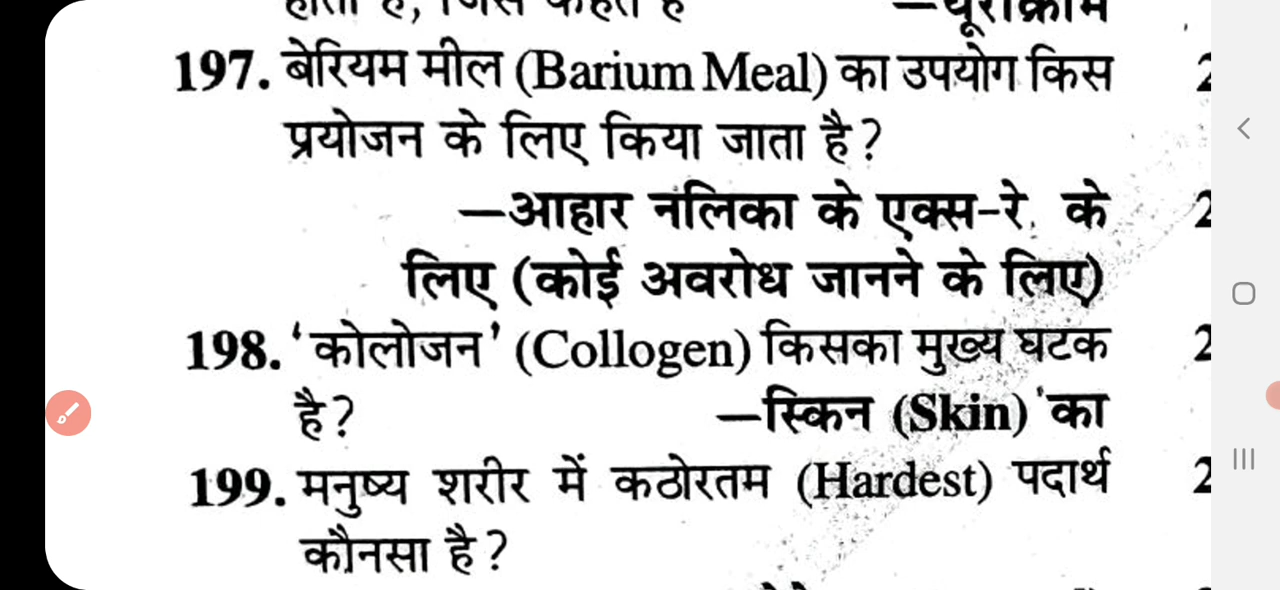 होता है, जिसे कहते हैं —यूरोक्रोम
197. बेरियम मील (Barium Meal) का उपयोग किस
प्रयोजन के लिए किया जाता है?
—आहार नलिका के एक्स-रे के
लिए (कोई अवरोध जानने के लिए)
198. 'कोलोजन' (Collogen) किसका मुख्य घटक
है? —स्किन (Skin) का
199. मनुष्य शरीर में कठोरतम (Hardest) पदार्थ
कौनसा है?